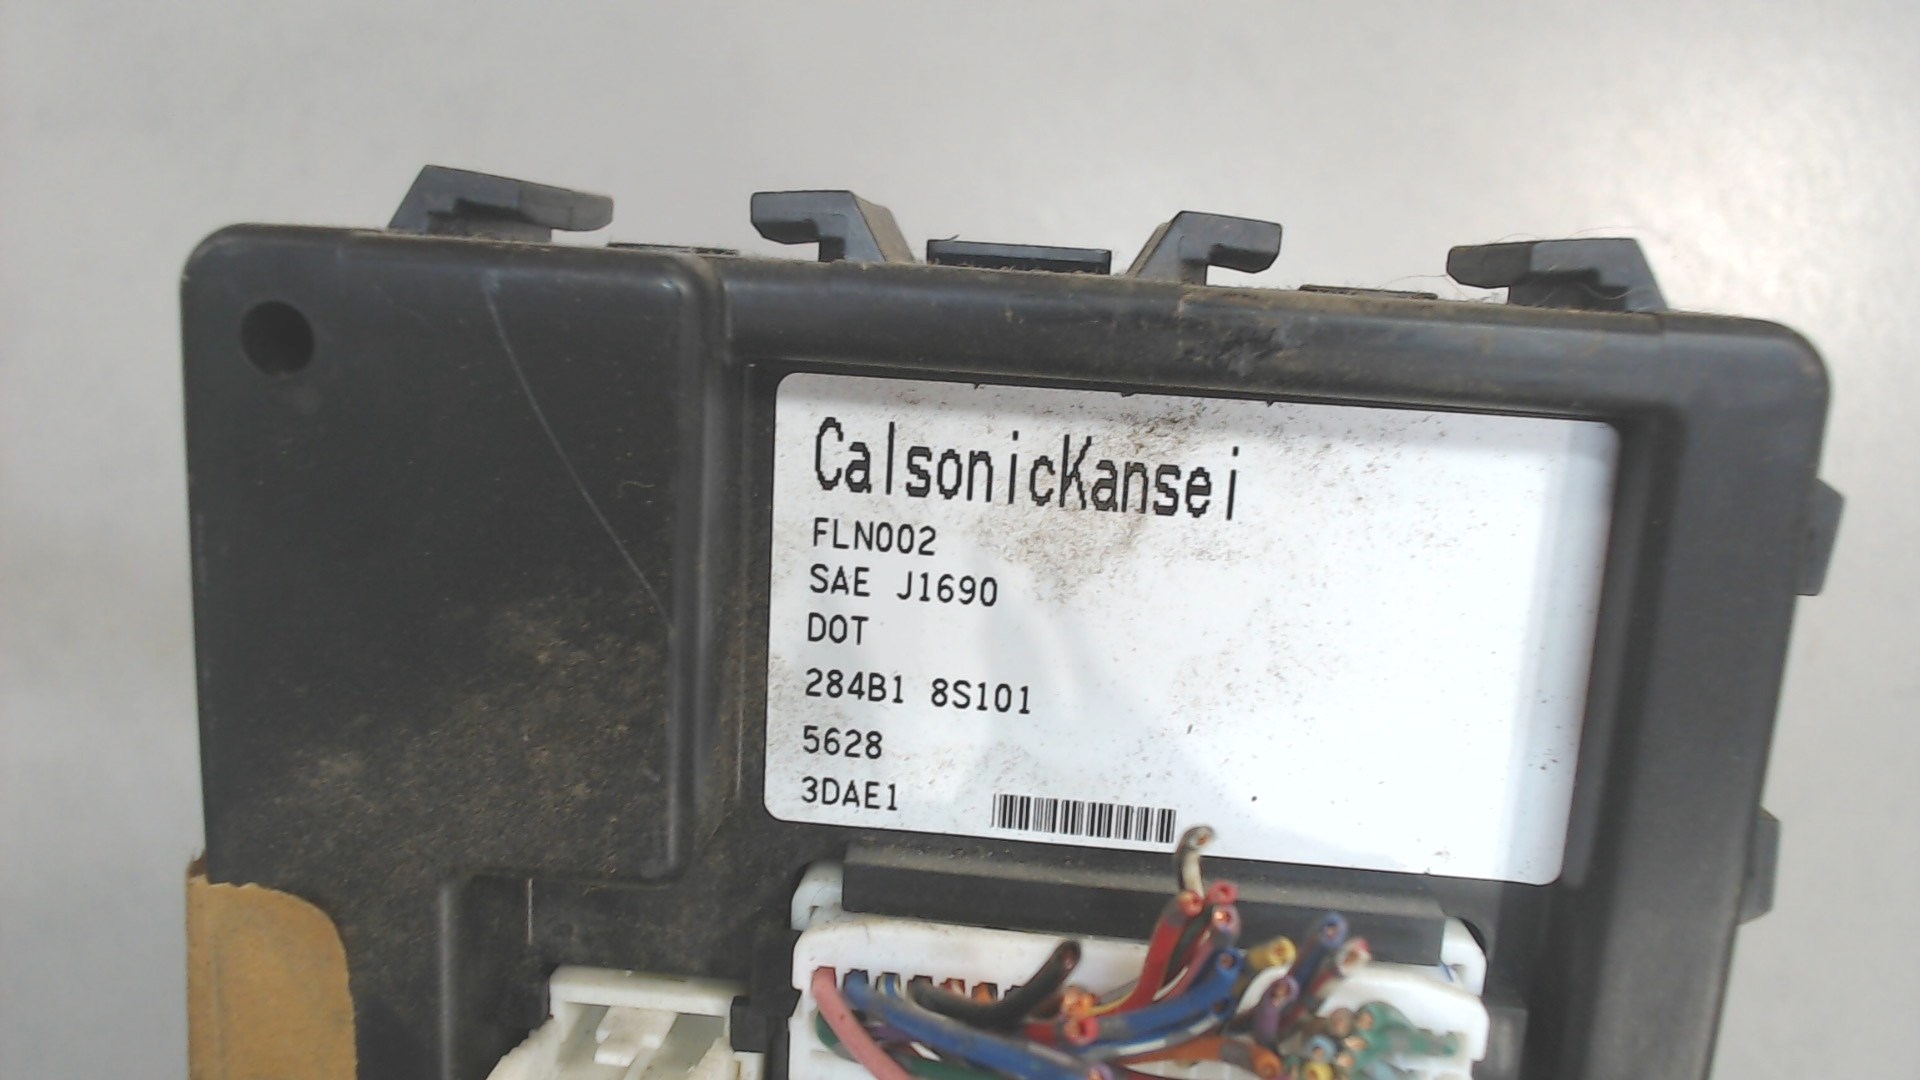 CalsonicKansei
FLN002
SAE J1690
DOT
284B1 8S101
5628
3DAE1